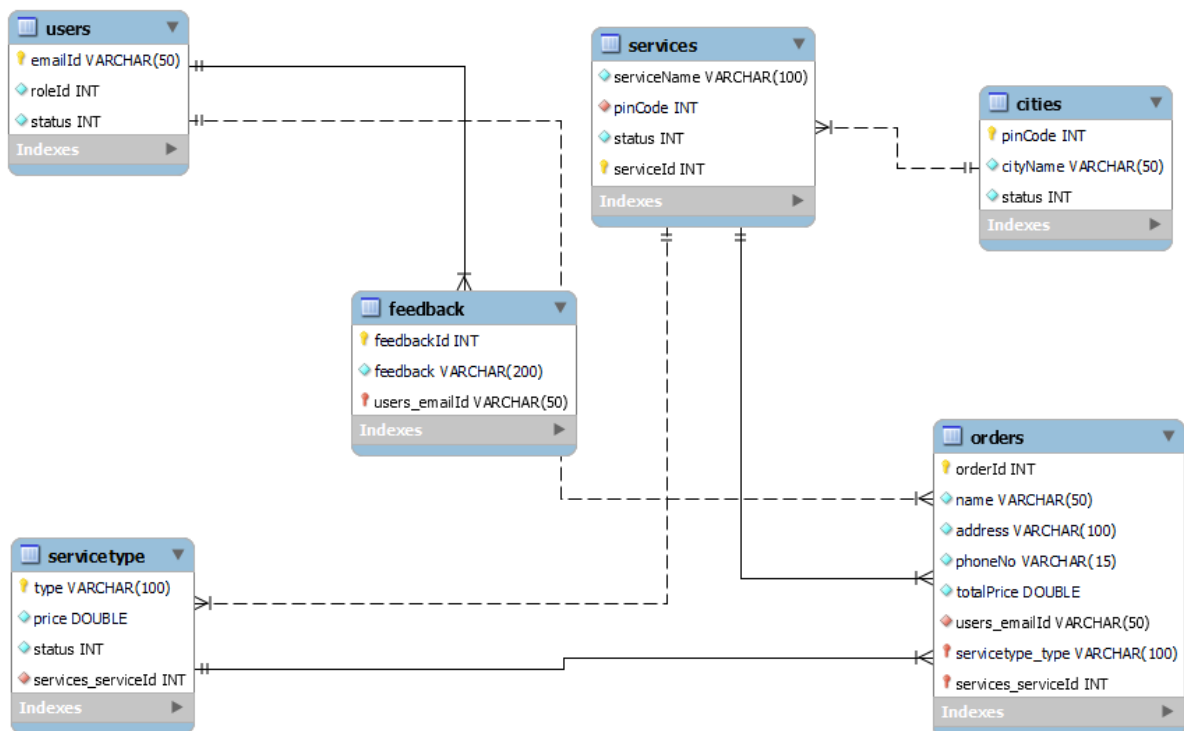 users
emailId VARCHAR(50)
roleId INT
status INT
Indexes
services
serviceName VARCHAR(100)
pinCode INT
status INT
serviceId INT
Indexes
cities
pinCode INT
cityName VARCHAR(50)
status INT
Indexes
feedback
feedbackId INT
feedback VARCHAR(200)
users_emailId VARCHAR(50)
Indexes
orders
orderId INT
name VARCHAR(50)
address VARCHAR(100)
phoneNo VARCHAR(15)
totalPrice DOUBLE
users_emailId VARCHAR(50)
servicetype_type VARCHAR(100)
services_serviceId INT
Indexes
servicetype
type VARCHAR(100)
price DOUBLE
status INT
services_serviceId INT
Indexes